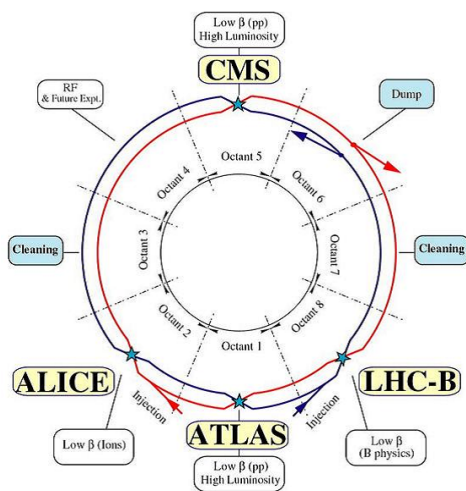 Low β (pp)
High Luminosity
CMS
RF
& Future Expt.
Dump
Octant 5
Octant 4
Octant 6
Cleaning
Octant 3
Octant 7
Cleaning
Octant 2
Octant 8
Octant 1
ALICE
LHC-B
Injection
Injection
ATLAS
Low β (Ions)
Low β (pp)
High Luminosity
Low β
(B physics)